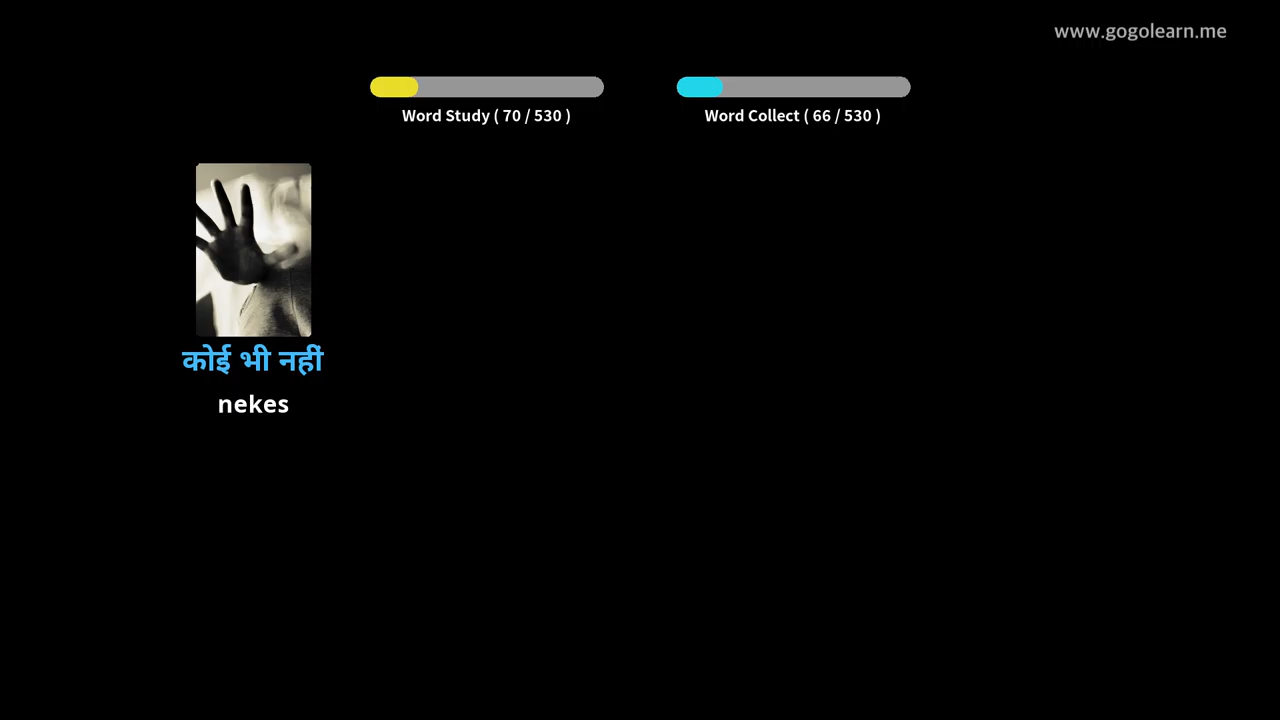 www.gogolearn.me
Word Study ( 70 / 530 )
Word Collect ( 66 / 530 )
कोई भी नहीं
nekes